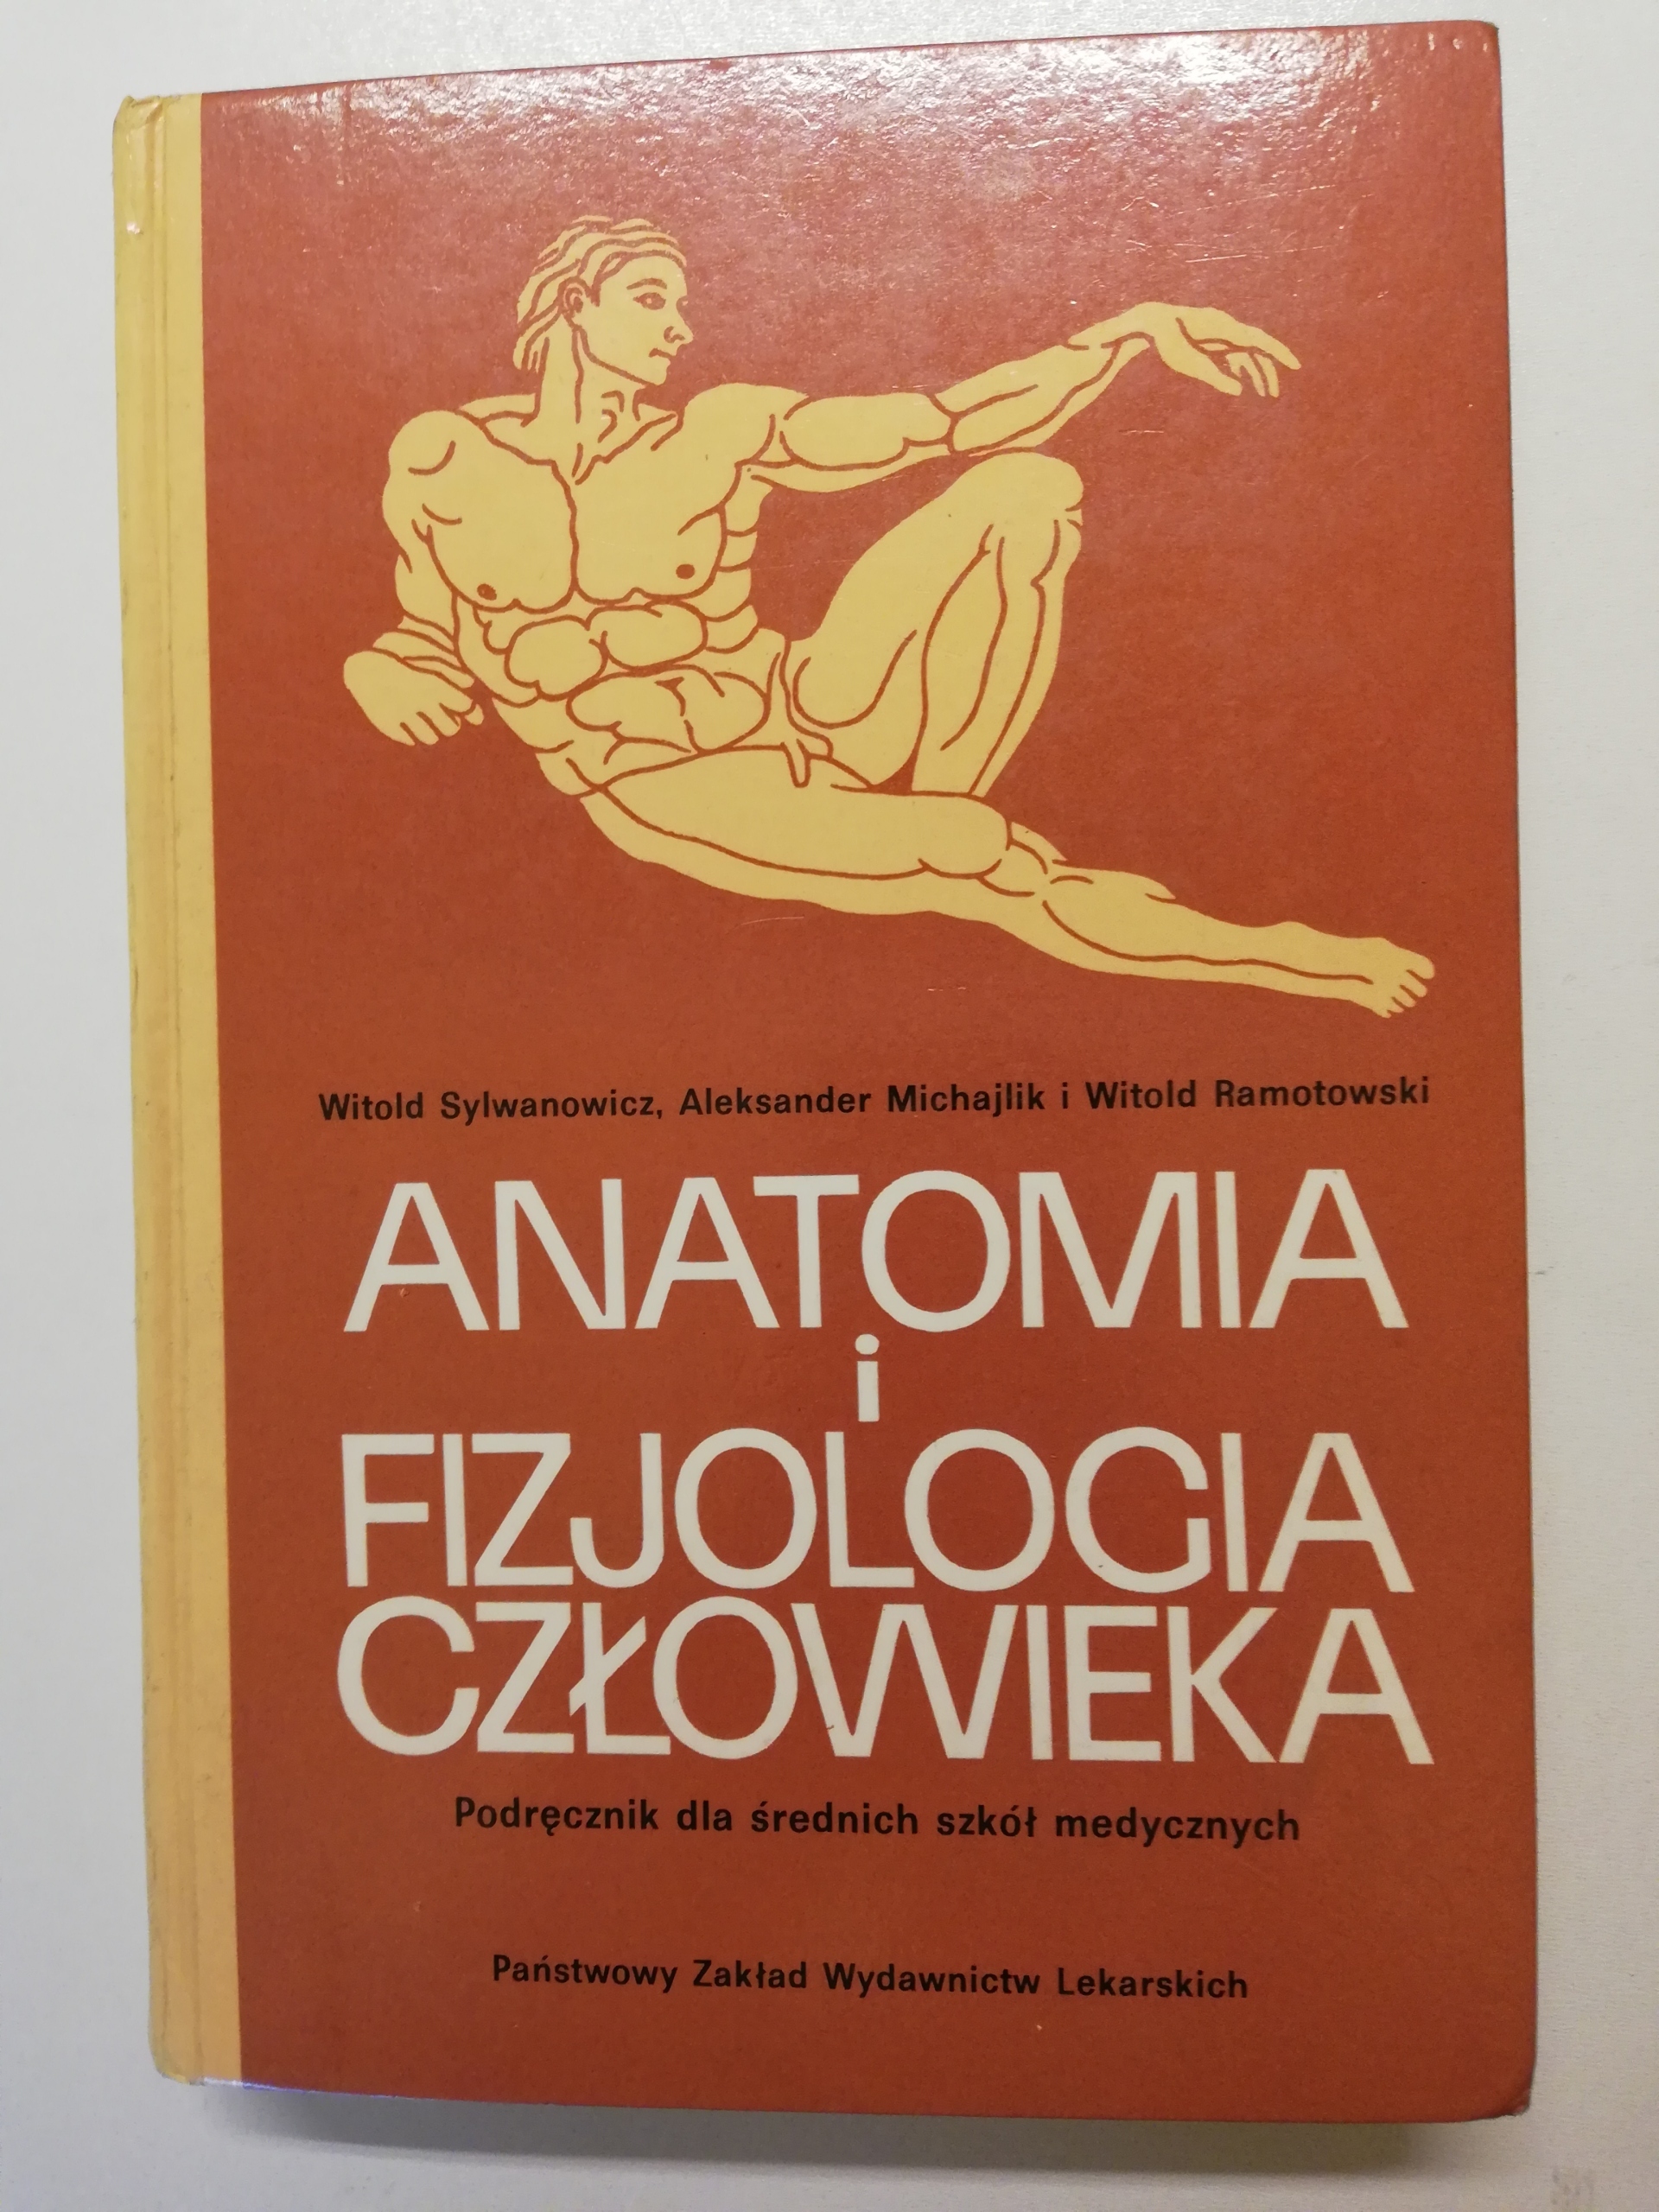 Witold Sylwanowicz, Aleksander Michajlik i Witold Ramotowski
ANATOMIA
i
FIZJOLOGIA
CZŁOWIEKA
Podręcznik dla średnich szkół medycznych
Państwowy Zakład Wydawnictw Lekarskich